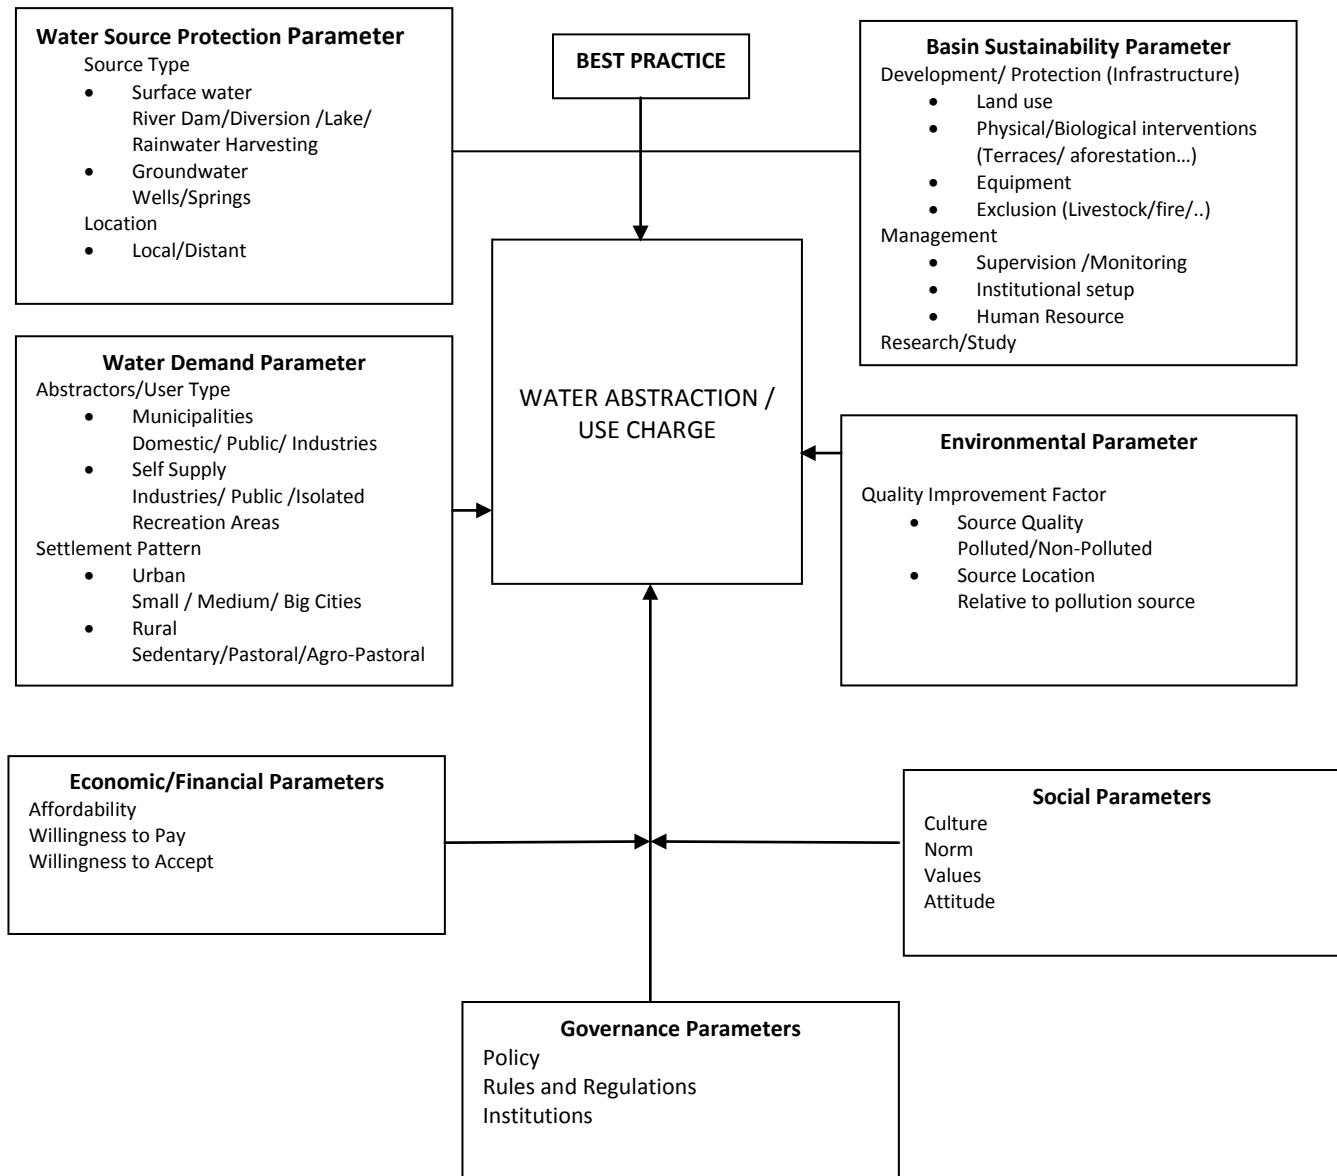 Water Source Protection Parameter
Source Type
• Surface water
River Dam/Diversion /Lake/
Rainwater Harvesting
• Groundwater
Wells/Springs
Location
• Local/Distant
BEST PRACTICE
Basin Sustainability Parameter
Development/ Protection (Infrastructure)
• Land use
• Physical/Biological interventions
(Terraces/ aforestation...)
• Equipment
• Exclusion (Livestock/fire/..)
Management
• Supervision /Monitoring
• Institutional setup
• Human Resource
Research/Study
Water Demand Parameter
Abstractors/User Type
• Municipalities
Domestic/ Public/ Industries
• Self Supply
Industries/ Public /Isolated
Recreation Areas
Settlement Pattern
• Urban
Small / Medium/ Big Cities
• Rural
Sedentary/Pastoral/Agro-Pastoral
WATER ABSTRACTION /
USE CHARGE
Environmental Parameter
Quality Improvement Factor
• Source Quality
Polluted/Non-Polluted
• Source Location
Relative to pollution source
Economic/Financial Parameters
Affordability
Willingness to Pay
Willingness to Accept
Social Parameters
Culture
Norm
Values
Attitude
Governance Parameters
Policy
Rules and Regulations
Institutions